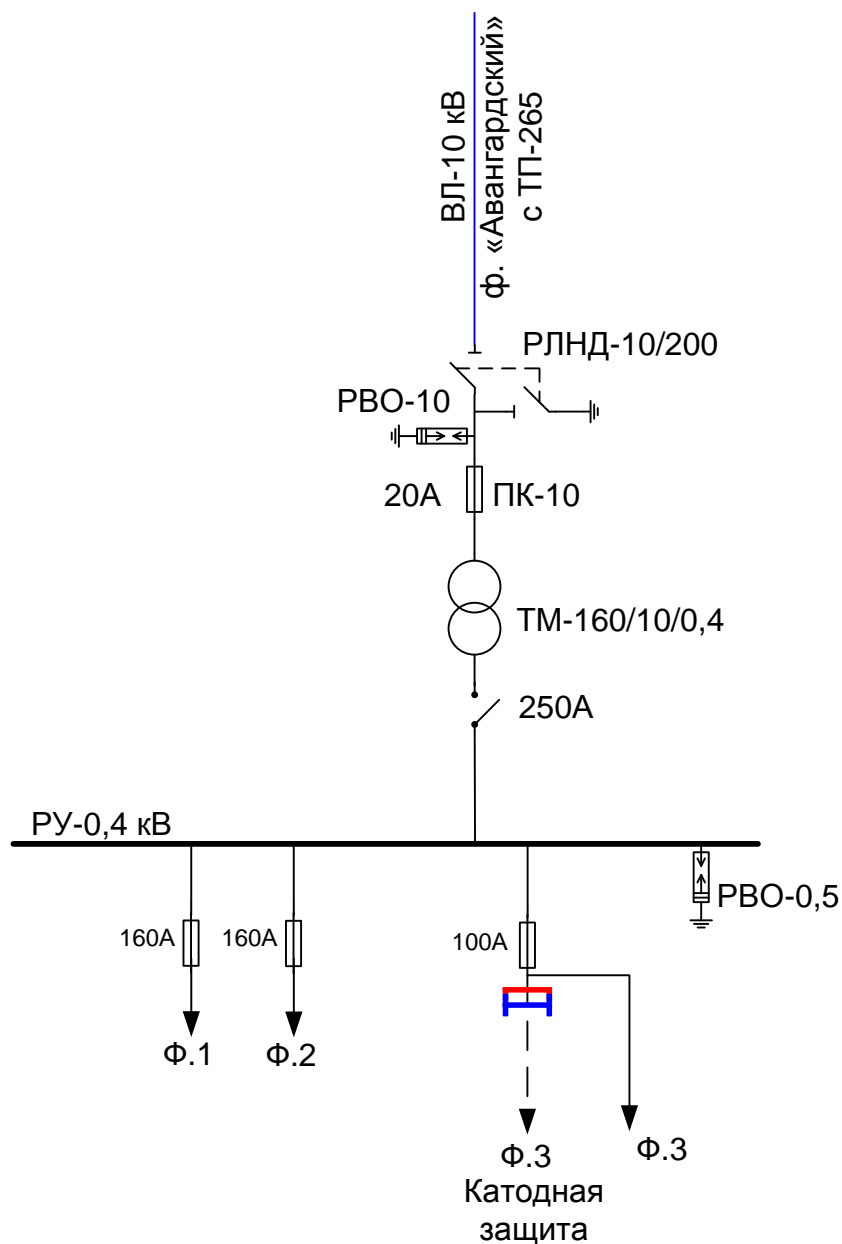 ВЛ-10 кВ
ф. «Авангардский»
с ТП-265
РЛНД-10/200
РВО-10
20А
ПК-10
ТМ-160/10/0,4
250А
РУ-0,4 кВ
РВО-0,5
160А
160А
100А
Ф.1
Ф.2
Ф.3
Ф.3
Катодная
защита